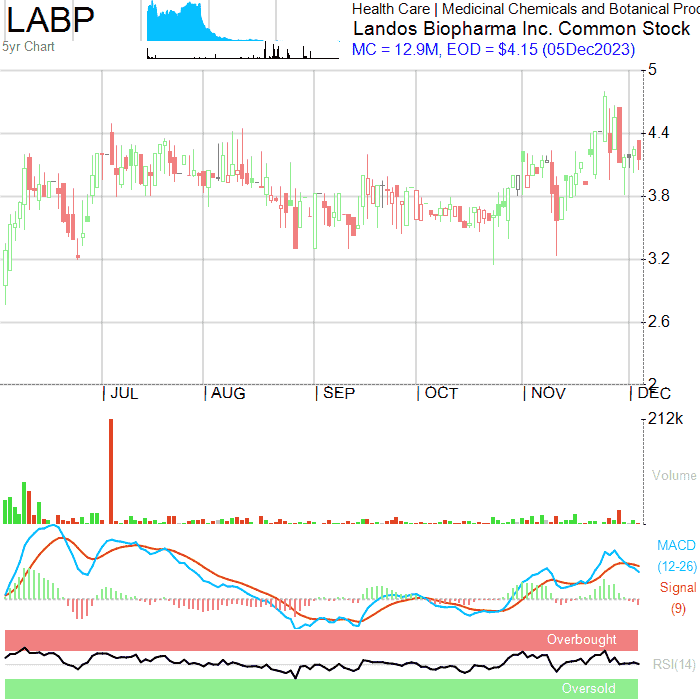 LABP
5yr Chart
Health Care | Medicinal Chemicals and Botanical Proc
Landos Biopharma Inc. Common Stock
MC = 12.9M, EOD = $4.15 (05Dec2023)
5
4.4
3.8
3.2
2.6
2
| JUL | AUG | SEP | OCT | NOV | DEC
212k
Volume
MACD
(12-26)
Signal
(9)
Overbought
RSI(14)
Oversold